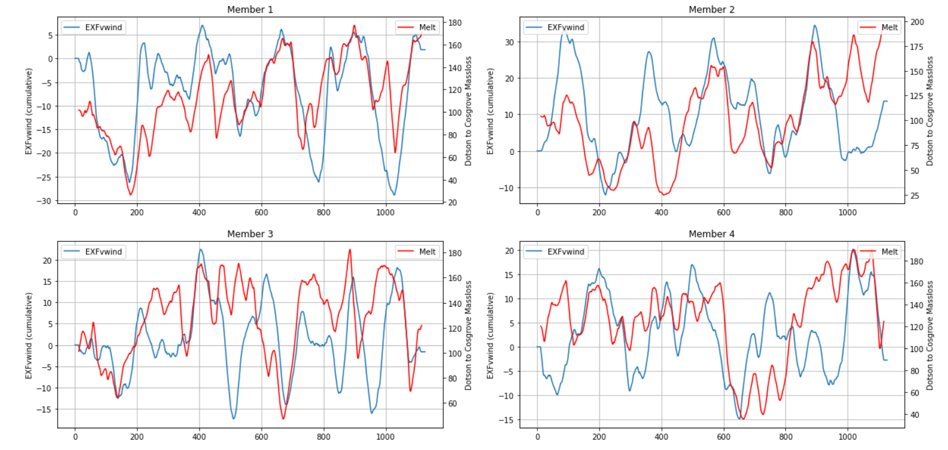 Member 1
EXFvwind
Melt
EXFvwind (cumulative)
5
0
−5
−10
−15
−20
−25
−30
180
160
140
120
100
80
60
40
20
Dotson to Cosgrove Massloss
0 200 400 600 800 1000
Member 2
EXFvwind
Melt
EXFvwind (cumulative)
30
20
10
0
−10
200
175
150
125
100
75
50
25
Dotson to Cosgrove Massloss
0 200 400 600 800 1000
Member 3
EXFvwind
Melt
EXFvwind (cumulative)
20
15
10
5
0
−5
−10
−15
180
160
140
120
100
80
60
Dotson to Cosgrove Massloss
0 200 400 600 800 1000
Member 4
EXFvwind
Melt
EXFvwind (cumulative)
20
15
10
5
0
−5
−10
−15
180
160
140
120
100
80
60
40
Dotson to Cosgrove Massloss
0 200 400 600 800 1000